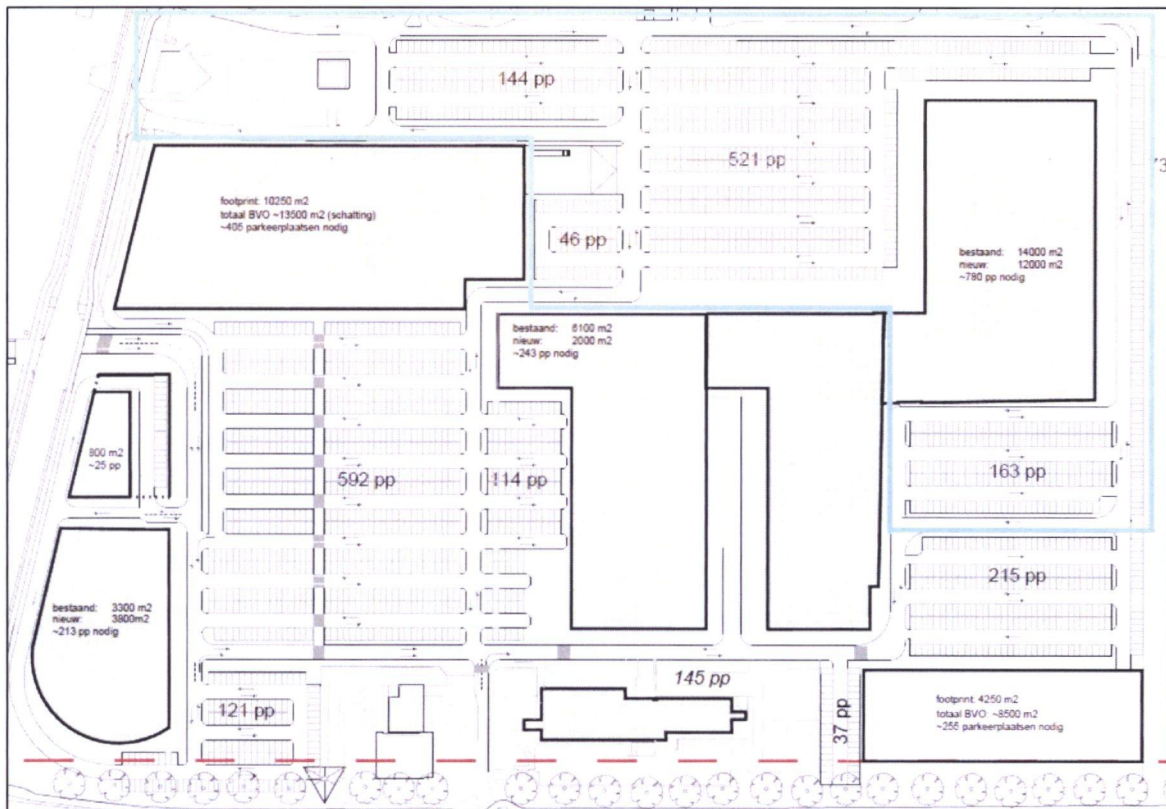 144 pp
521 pp
73
footprint: 10250 m2
totaal BVO ~13500 m2 (schatting)
~405 parkeerplaatsen nodig
46 pp
bestaand: 14000 m2
nieuw: 12000 m2
~780 pp nodig
bestaand: 6100 m2
nieuw: 2000 m2
~243 pp nodig
800 m2
~25 pp
592 pp
114 pp
163 pp
215 pp
bestaand: 3300 m2
nieuw: 3800m2
~213 pp nodig
145 pp
121 pp
37 pp
footprint: 4250 m2
totaal BVO: ~8500 m2
~255 parkeerplaatsen nodig